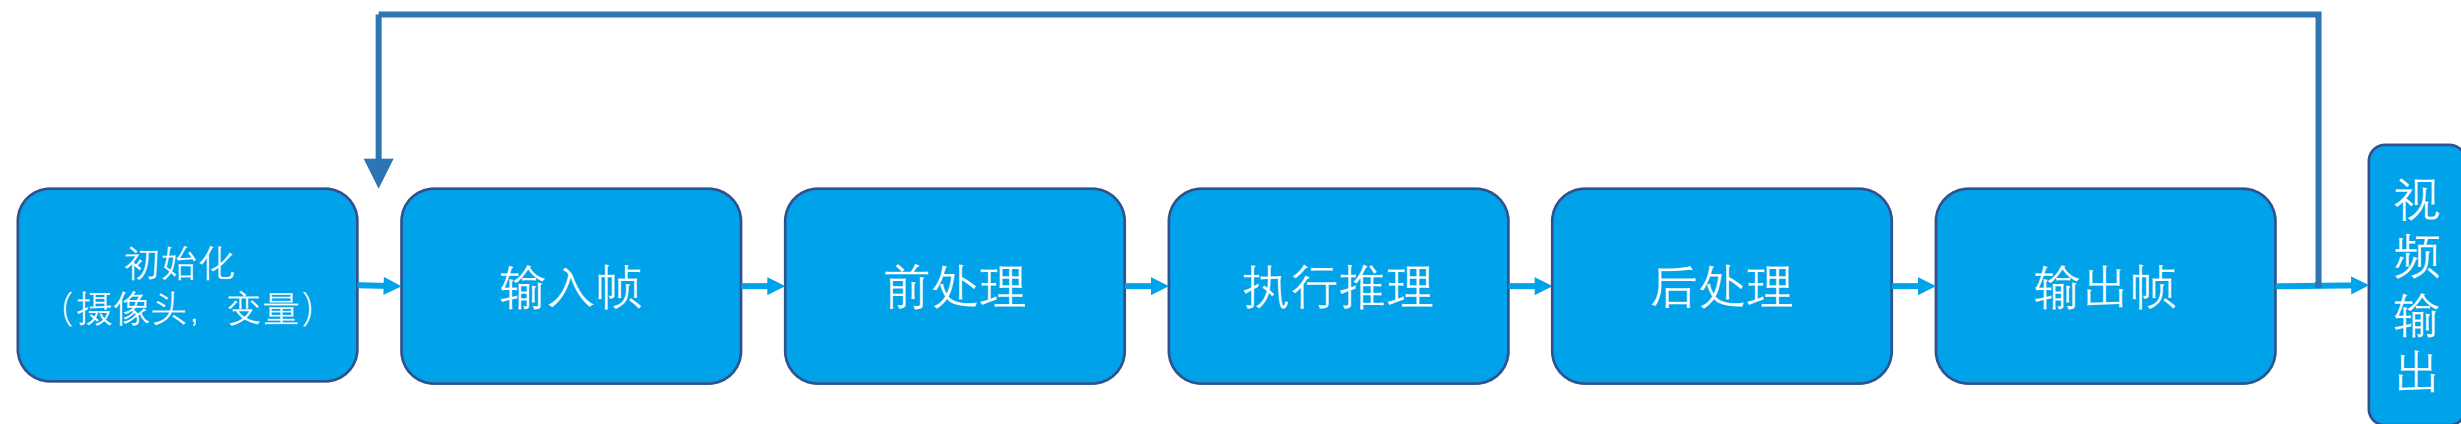 初始化
（摄像头，变量）
输入帧
前处理
执行推理
后处理
输出帧
视频输出